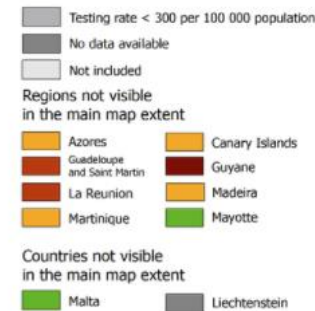 Testing rate < 300 per 100 000 population
No data available
Not included
Regions not visible
in the main map extent
Azores
Canary Islands
Guadeloupe
and Saint Martin
Guyane
La Reunion
Madeira
Martinique
Mayotte
Countries not visible
in the main map extent
Malta
Liechtenstein